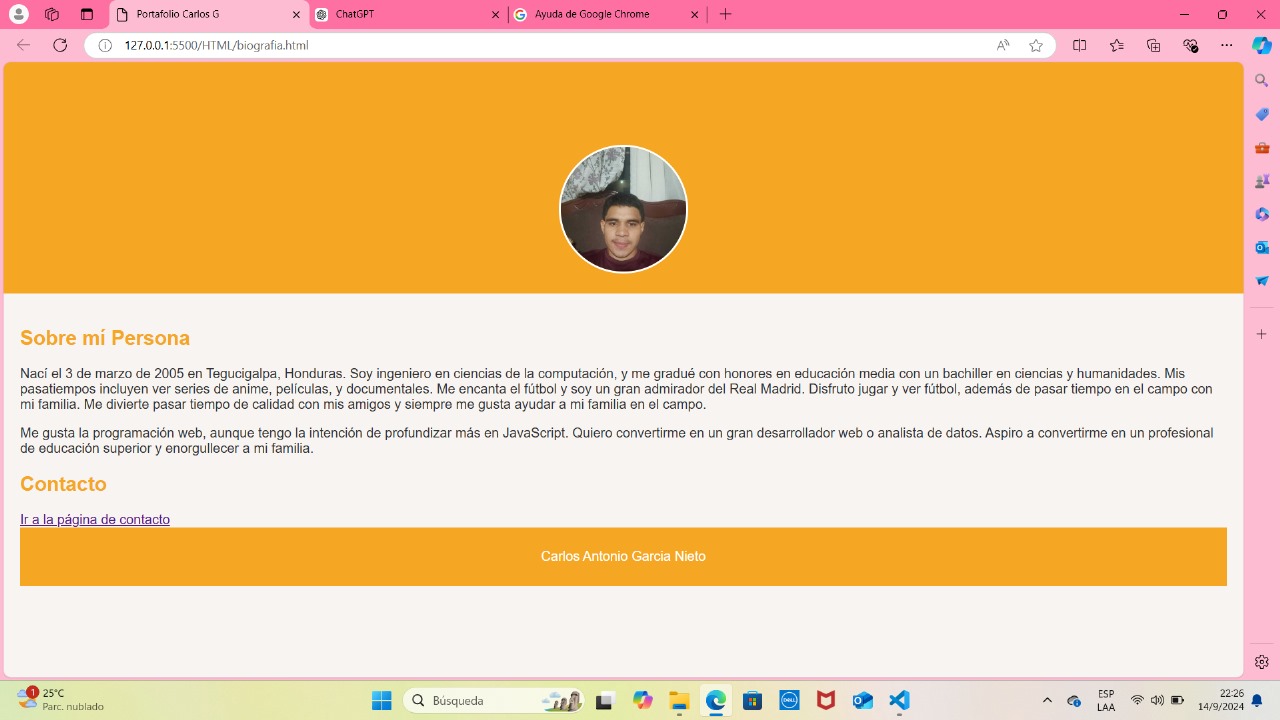 Portafolio Carlos G
ChatGPT
Ayuda de Google Chrome
127.0.0.1:5500/HTML/biografia.html
Sobre mí Persona
Nací el 3 de marzo de 2005 en Tegucigalpa, Honduras. Soy ingeniero en ciencias de la computación, y me gradué con honores en educación media con un bachiller en ciencias y humanidades. Mis
pasatiempos incluyen ver series de anime, películas, y documentales. Me encanta el fútbol y soy un gran admirador del Real Madrid. Disfruto jugar y ver fútbol, además de pasar tiempo en el campo con
mi familia. Me divierte pasar tiempo de calidad con mis amigos y siempre me gusta ayudar a mi familia en el campo.
Me gusta la programación web, aunque tengo la intención de profundizar más en JavaScript. Quiero convertirme en un gran desarrollador web o analista de datos. Aspiro a convertirme en un profesional
de educación superior y enorgullecer a mi familia.
Contacto
Ir a la página de contacto
Carlos Antonio Garcia Nieto
1
25°C
Parc. nublado
Búsqueda
DELL
ESP
LAA
22:26
14/9/2024